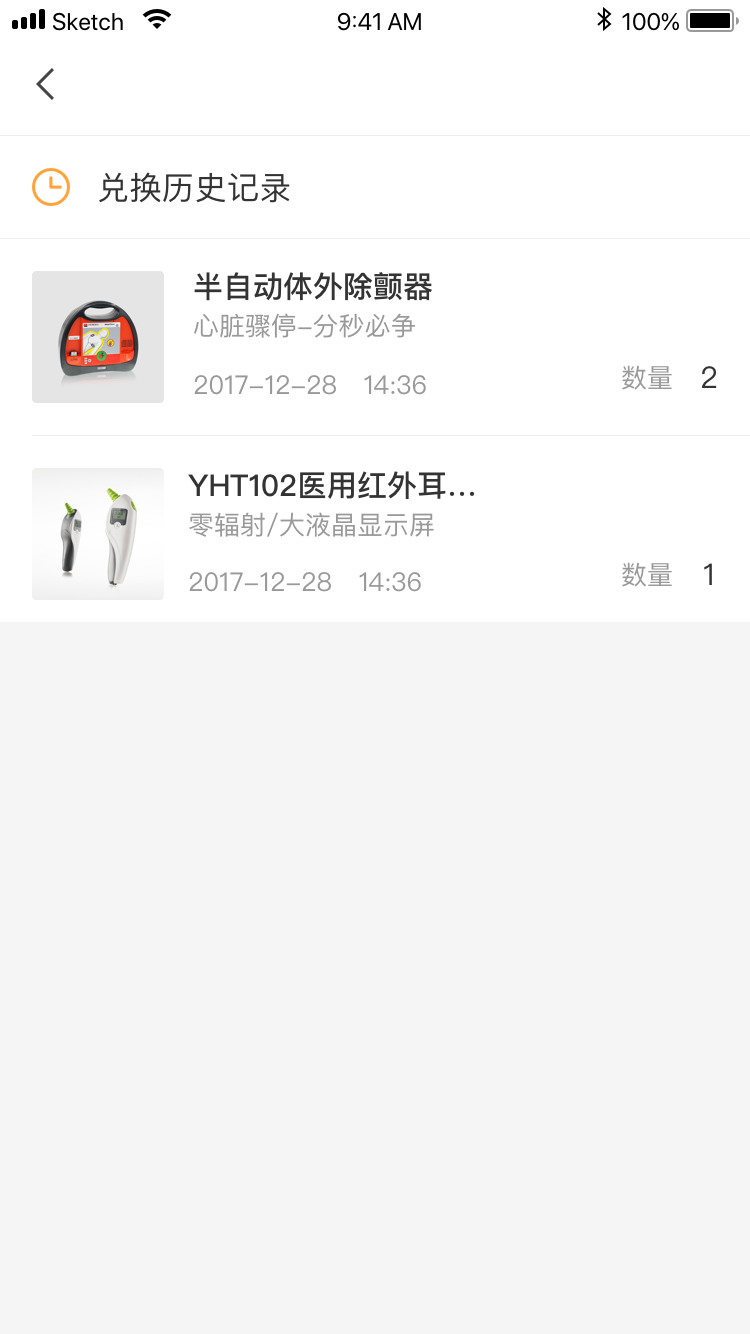 Sketch 9:41 AM 100%
兑换历史记录
半自动体外除颤器
心脏骤停-分秒必争
2017-12-28 14:36 数量 2
YHT102医用红外耳...
零辐射/大液晶显示屏
2017-12-28 14:36 数量 1